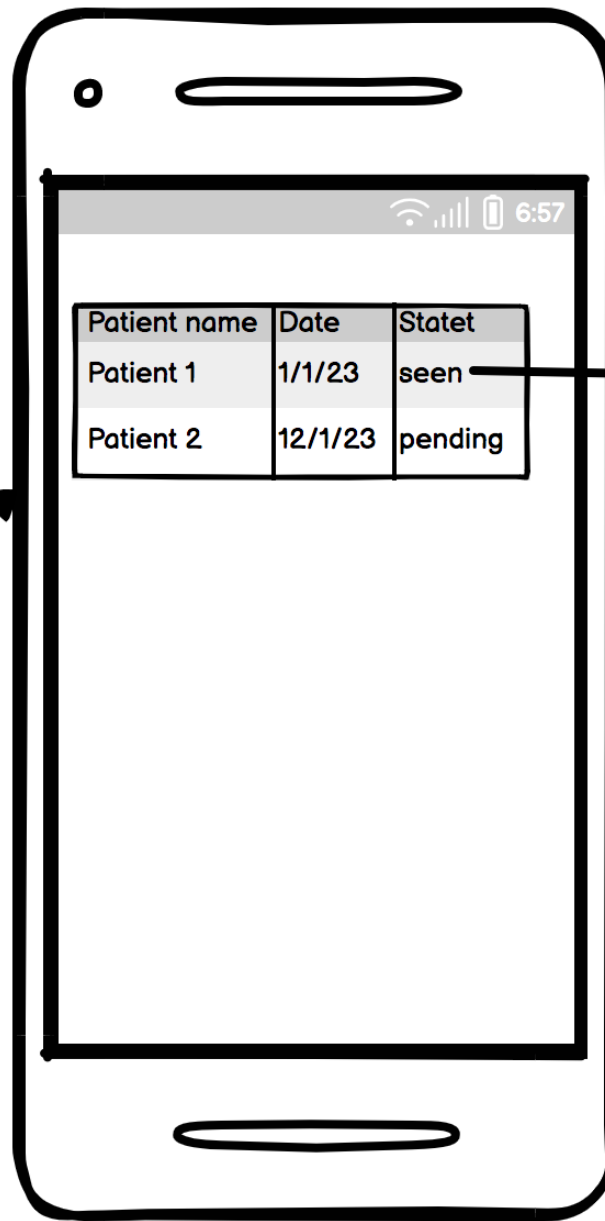 6:57
Patient name Date Statet
Patient 1 1/1/23 seen
Patient 2 12/1/23 pending